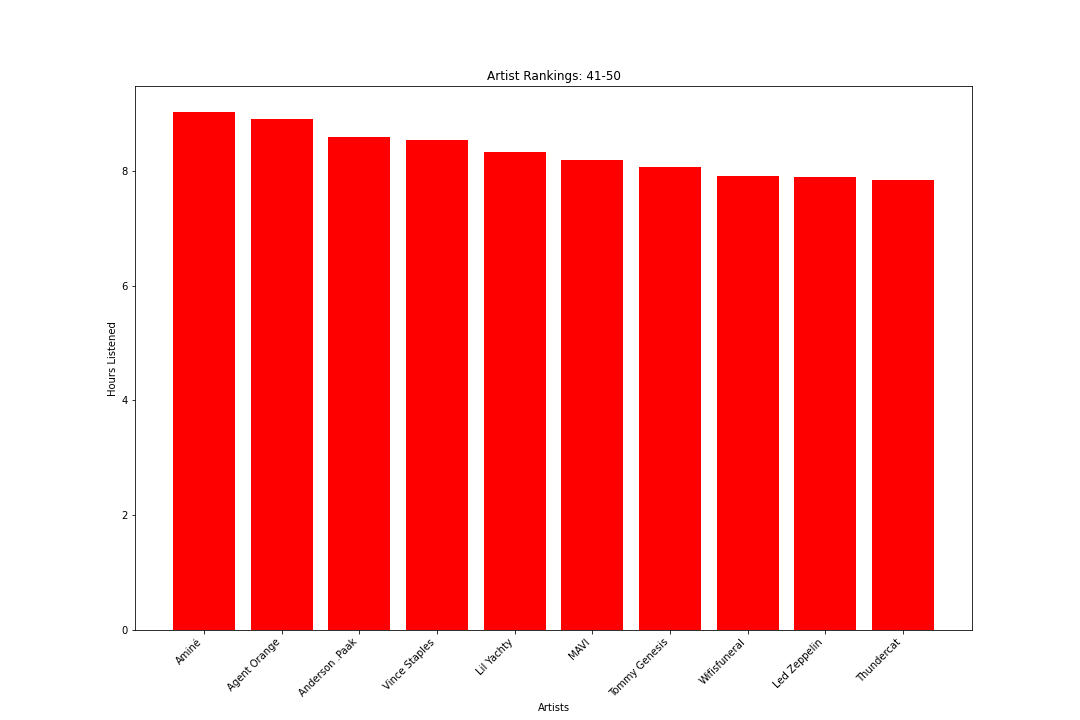 Artist Rankings: 41-50
Hours Listened
8
6
4
2
0
Aminé
Agent Orange
Anderson .Paak
Vince Staples
Lil Yachty
MAVI
Tommy Genesis
Wifisfuneral
Led Zeppelin
Thundercat
Artists